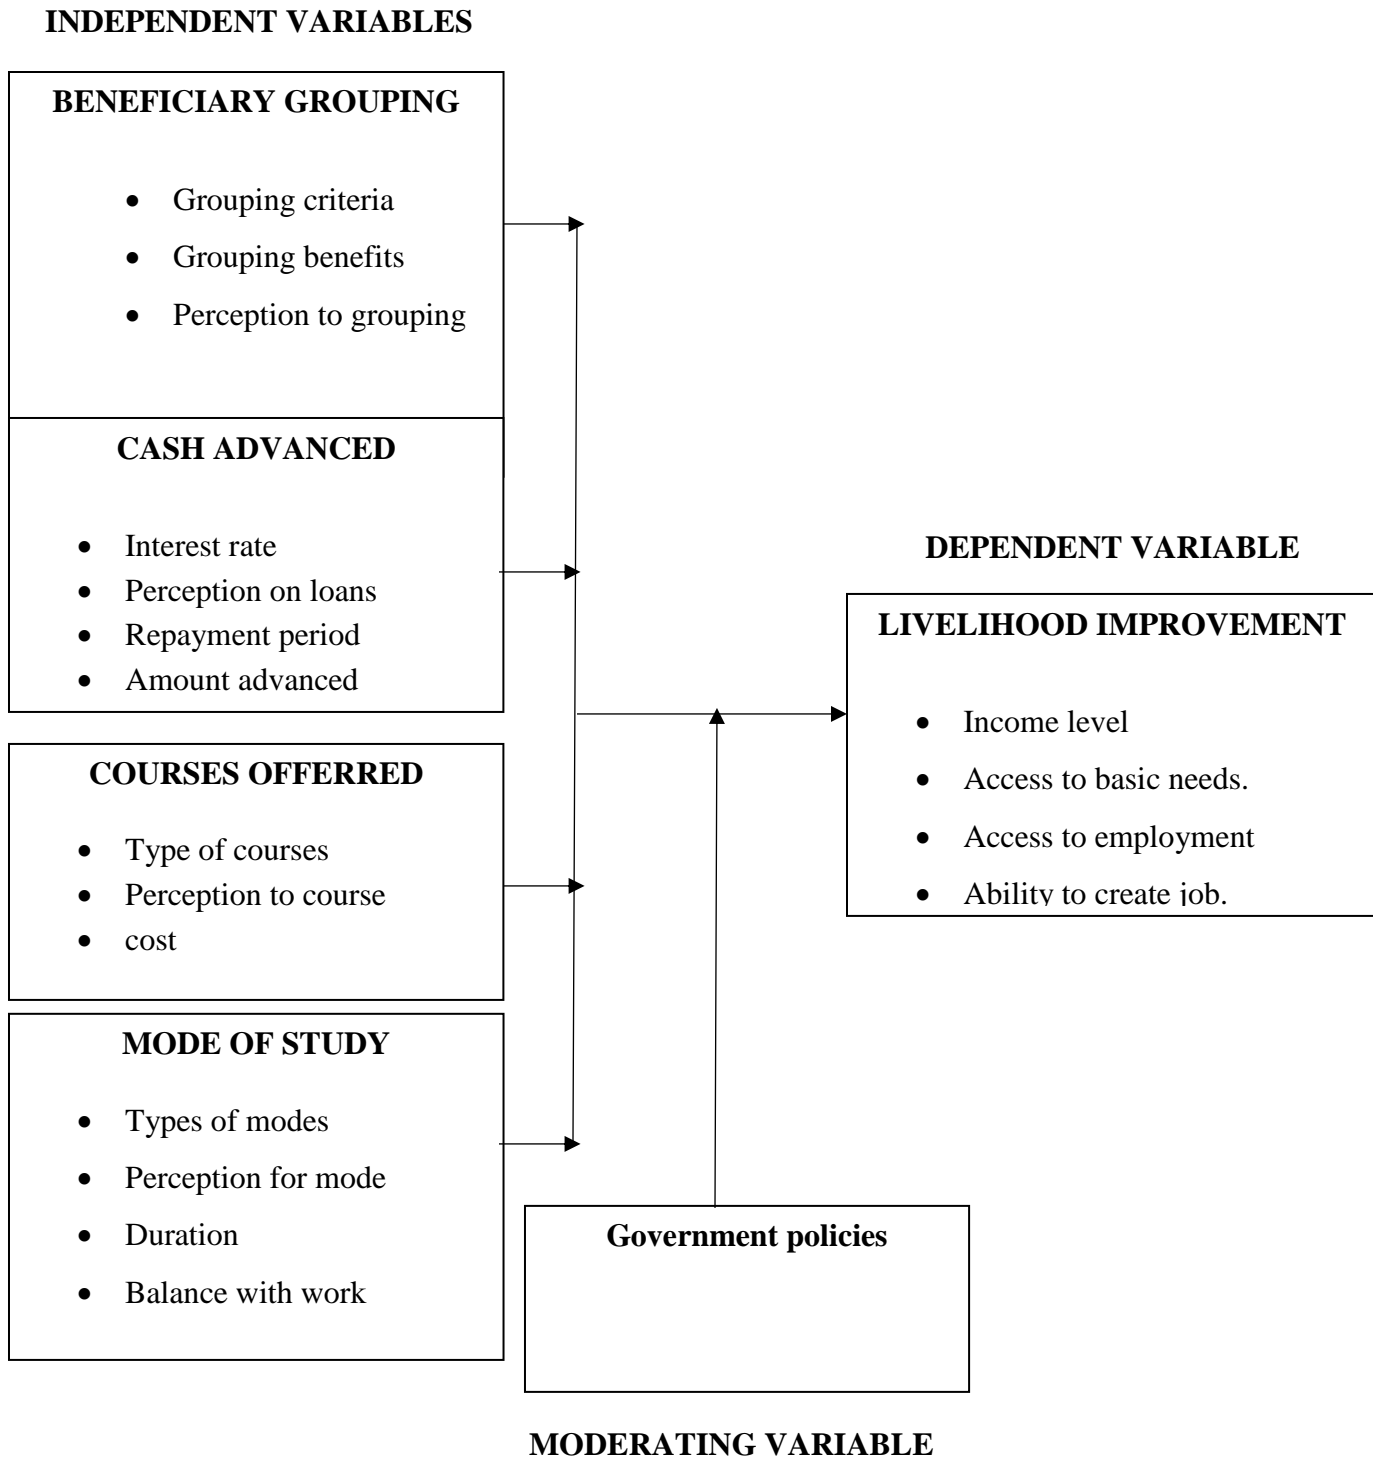 INDEPENDENT VARIABLES
BENEFICIARY GROUPING
• Grouping criteria
• Grouping benefits
• Perception to grouping
CASH ADVANCED
• Interest rate
• Perception on loans
• Repayment period
• Amount advanced
COURSES OFFERRED
• Type of courses
• Perception to course
• cost
MODE OF STUDY
• Types of modes
• Perception for mode
• Duration
• Balance with work
DEPENDENT VARIABLE
LIVELIHOOD IMPROVEMENT
• Income level
• Access to basic needs.
• Access to employment
• Ability to create job.
Government policies
MODERATING VARIABLE